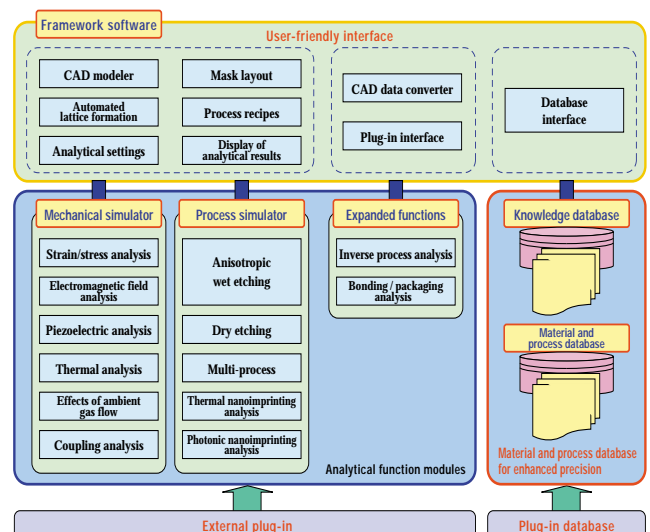 Framework software
User-friendly interface
CAD modeler
Automated
lattice formation
Analytical settings
Mask layout
Process recipes
Display of
analytical results
CAD data converter
Plug-in interface
Database
interface
Mechanical simulator
Strain/stress analysis
Electromagnetic field
analysis
Piezoelectric analysis
Thermal analysis
Effects of ambient
gas flow
Coupling analysis
Process simulator
Anisotropic
wet etching
Dry etching
Multi-process
Thermal nanoimprinting
analysis
Photonic nanoimprinting
analysis
Expanded functions
Inverse process analysis
Bonding / packaging
analysis
Analytical function modules
Knowledge database
Material and
process database
Material and process database
for enhanced precision
External plug-in
Plug-in database